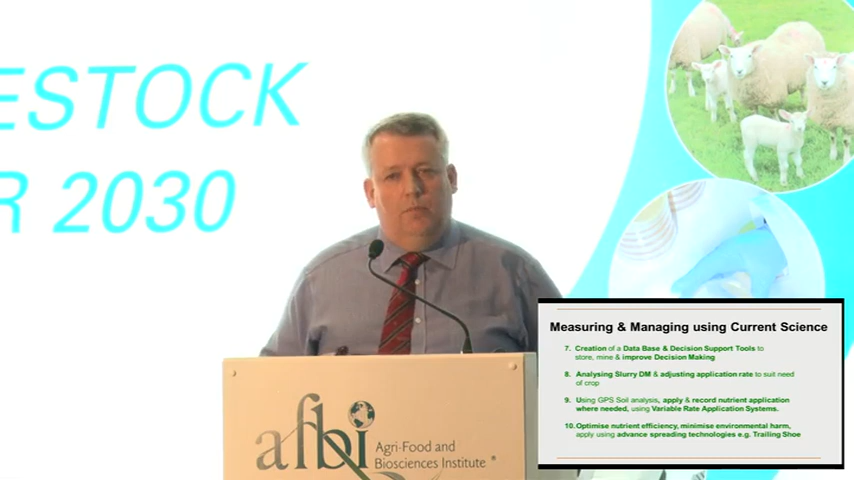 ESTOCK
R 2030
afbi Agri-Food and
Biosciences Institute
Measuring & Managing using Current Science
7. Creation of a Data Base & Decision Support Tools to
store, mine & improve Decision Making
8. Analysing Slurry DM & adjusting application rate to suit need
of crop
9. Using GPS Soil analysis, apply & record nutrient application
where needed, using Variable Rate Application Systems.
10. Optimise nutrient efficiency, minimise environmental harm,
apply using advance spreading technologies e.g. Trailing Shoe